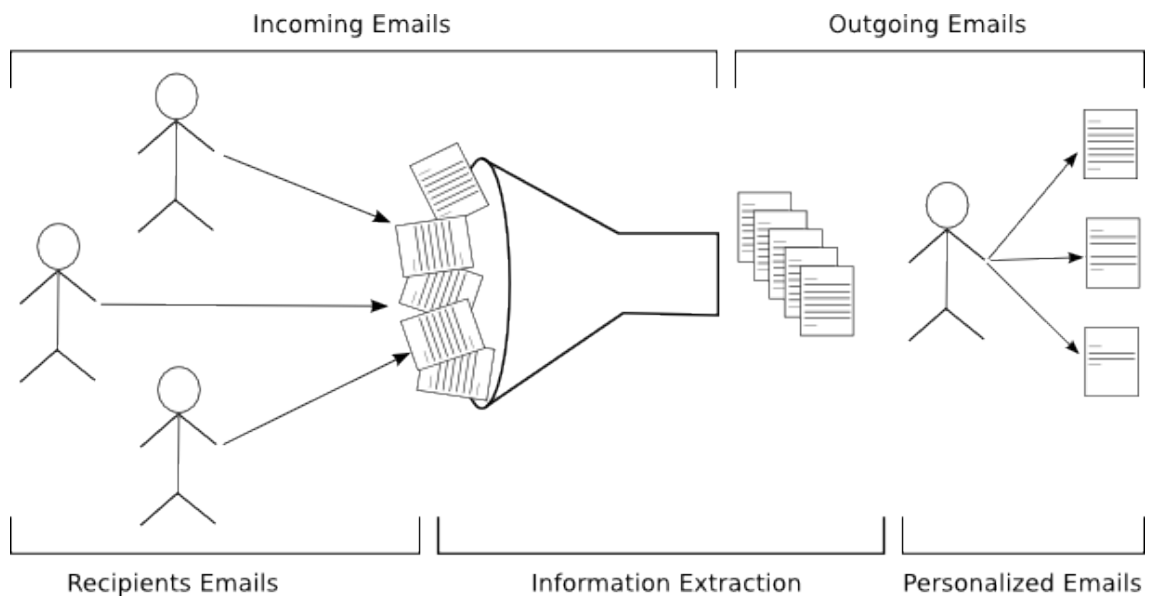 Incoming Emails
Outgoing Emails
Recipients Emails
Information Extraction
Personalized Emails